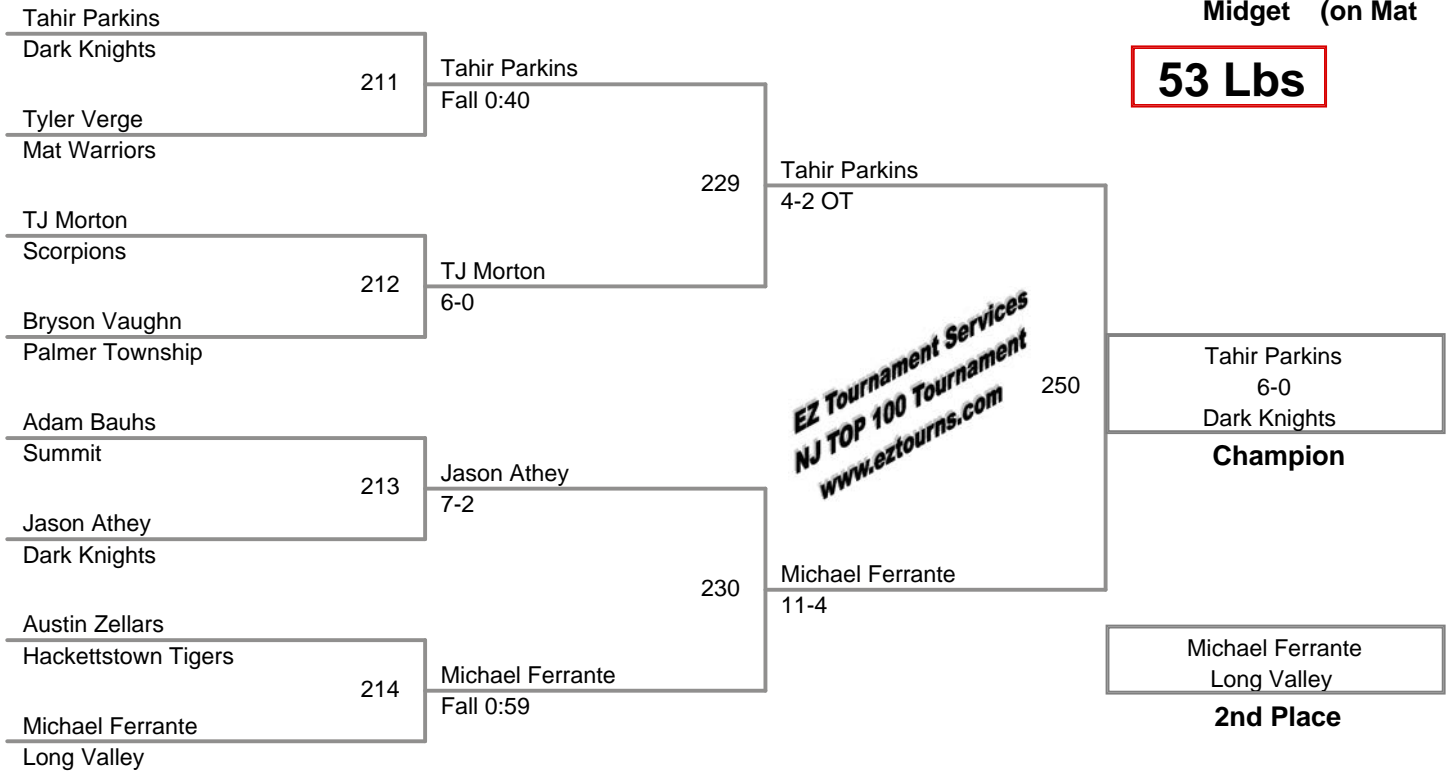 Midget (on Mat
53 Lbs
Tahir Parkins
Dark Knights
211
Tyler Verge
Mat Warriors
TJ Morton
Scorpions
212
Bryson Vaughn
Palmer Township
Adam Bauhs
Summit
213
Jason Athey
Dark Knights
Austin Zellars
Hackettstown Tigers
214
Michael Ferrante
Long Valley
Tahir Parkins
Fall 0:40
229
TJ Morton
6-0
Jason Athey
7-2
230
Michael Ferrante
Fall 0:59
Tahir Parkins
4-2 OT
EZ Tournament Services
NJ TOP 100 Tournament
www.eztourns.com
250
Michael Ferrante
11-4
Tahir Parkins
6-0
Dark Knights
Champion
Michael Ferrante
Long Valley
2nd Place